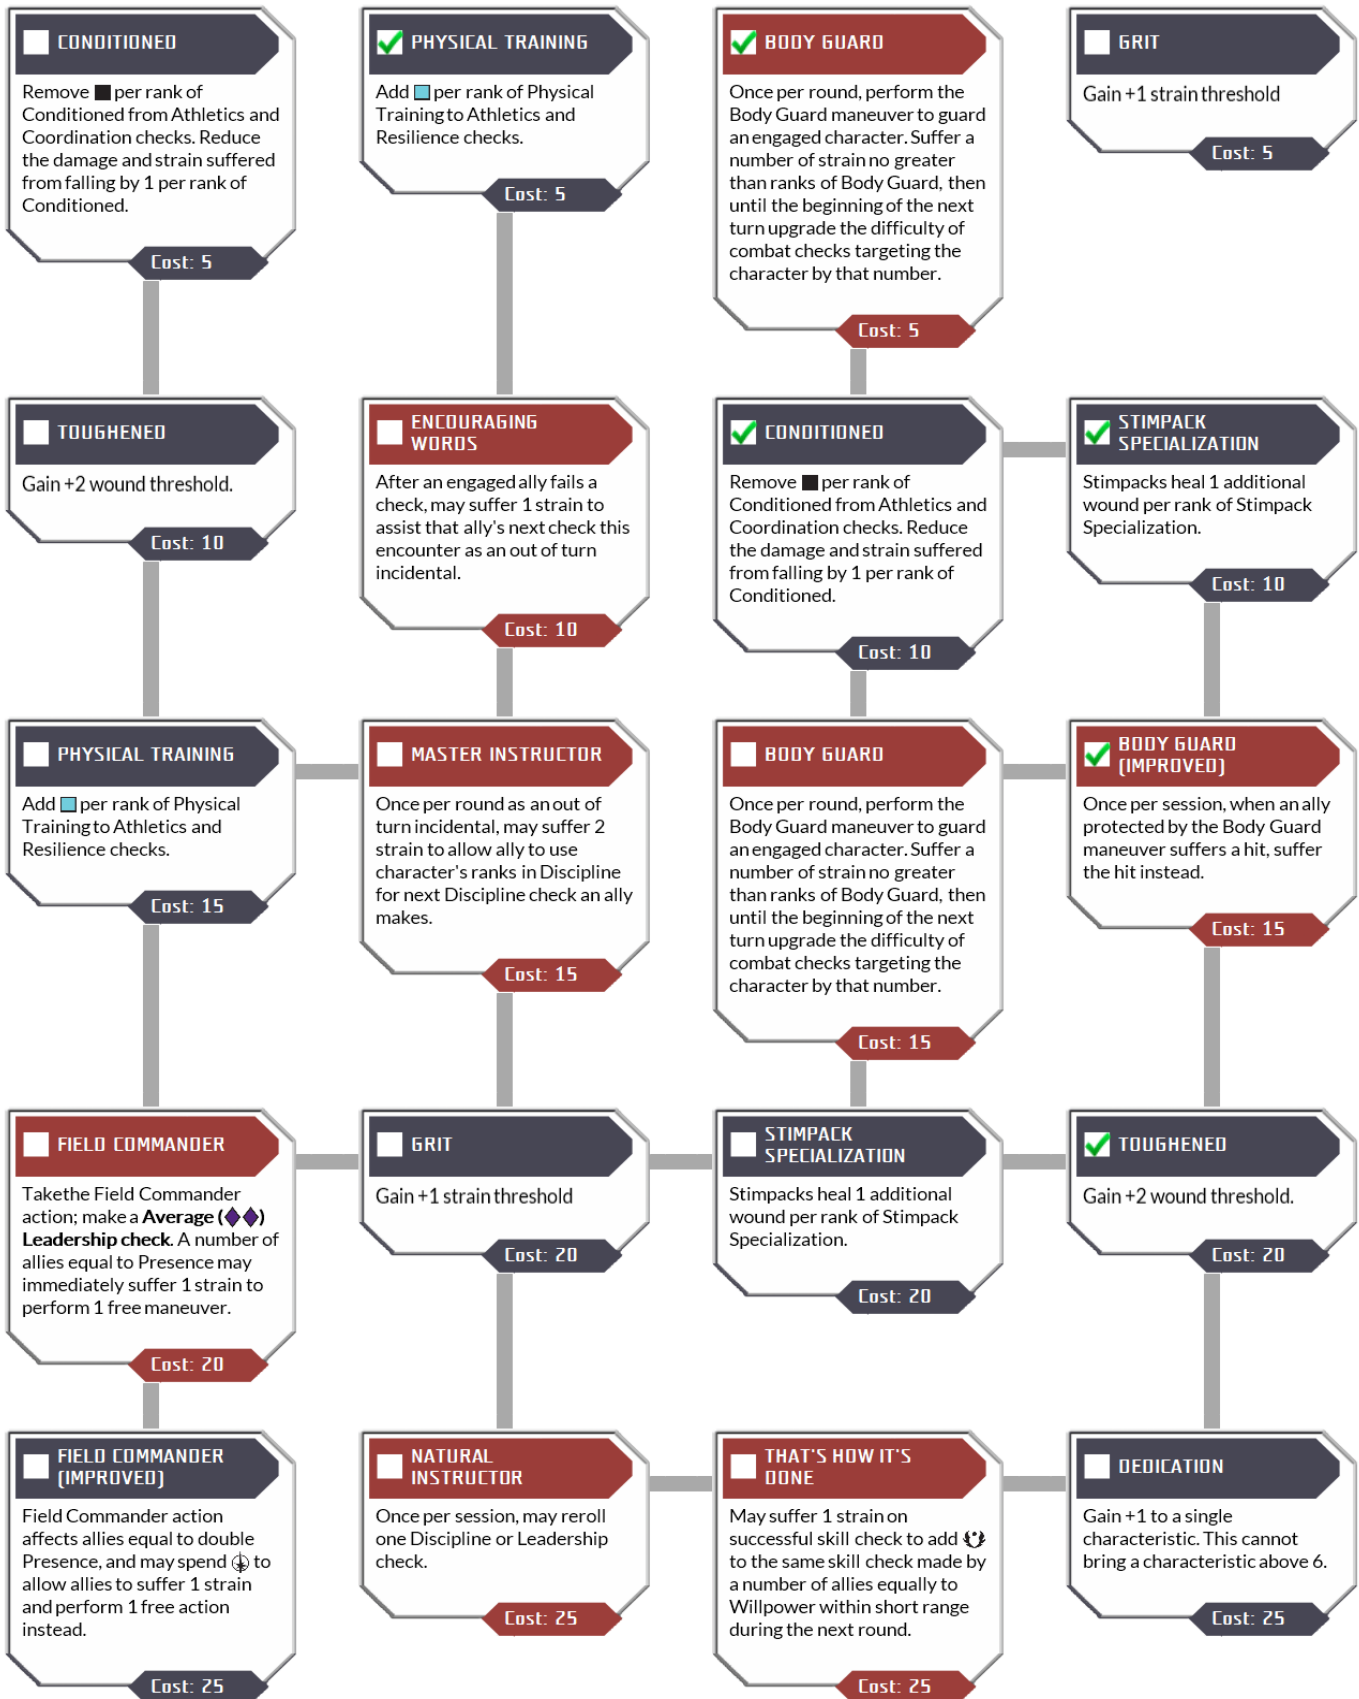 CONDITIONED
Remove per rank of
Conditioned from Athletics and
Coordination checks. Reduce
the damage and strain suffered
from falling by 1 per rank of
Conditioned.
Cost: 5
PHYSICAL TRAINING
Add per rank of Physical
Training to Athletics and
Resilience checks.
Cost: 5
BODY GUARD
Once per round, perform the
Body Guard maneuver to guard
an engaged character. Suffer a
number of strain no greater
than ranks of Body Guard, then
until the beginning of the next
turn upgrade the difficulty of
combat checks targeting the
character by that number.
Cost: 5
GRIT
Gain +1 strain threshold
Cost: 5
TOUGHENED
Gain +2 wound threshold.
Cost: 10
ENCOURAGING
WORDS
After an engaged ally fails a
check, may suffer 1 strain to
assist that ally's next check this
encounter as an out of turn
incidental.
Cost: 10
CONDITIONED
Remove per rank of
Conditioned from Athletics and
Coordination checks. Reduce
the damage and strain suffered
from falling by 1 per rank of
Conditioned.
Cost: 10
STIMPACK
SPECIALIZATION
Stimpacks heal 1 additional
wound per rank of Stimpack
Specialization.
Cost: 10
PHYSICAL TRAINING
Add per rank of Physical
Training to Athletics and
Resilience checks.
Cost: 15
MASTER INSTRUCTOR
Once per round as an out of
turn incidental, may suffer 2
strain to allow ally to use
character's ranks in Discipline
for next Discipline check an ally
makes.
Cost: 15
BODY GUARD
Once per round, perform the
Body Guard maneuver to guard
an engaged character. Suffer a
number of strain no greater
than ranks of Body Guard, then
until the beginning of the next
turn upgrade the difficulty of
combat checks targeting the
character by that number.
Cost: 15
BODY GUARD
(IMPROVED)
Once per session, when an ally
protected by the Body Guard
maneuver suffers a hit, suffer
the hit instead.
Cost: 15
FIELD COMMANDER
Takethe Field Commander
action; make a Average (♦♦)
Leadership check. A number of
allies equal to Presence may
immediately suffer 1 strain to
perform 1 free maneuver.
Cost: 20
GRIT
Gain +1 strain threshold
Cost: 20
STIMPACK
SPECIALIZATION
Stimpacks heal 1 additional
wound per rank of Stimpack
Specialization.
Cost: 20
TOUGHENED
Gain +2 wound threshold.
Cost: 20
FIELD COMMANDER
(IMPROVED)
Field Commander action
affects allies equal to double
Presence, and may spend to
allow allies to suffer 1 strain
and perform 1 free action
instead.
Cost: 25
NATURAL
INSTRUCTOR
Once per session, may reroll
one Discipline or Leadership
check.
Cost: 25
THAT'S HOW IT'S
DONE
May suffer 1 strain on
successful skill check to add
to the same skill check made by
a number of allies equally to
Willpower within short range
during the next round.
Cost: 25
DEDICATION
Gain +1 to a single
characteristic. This cannot
bring a characteristic above 6.
Cost: 25